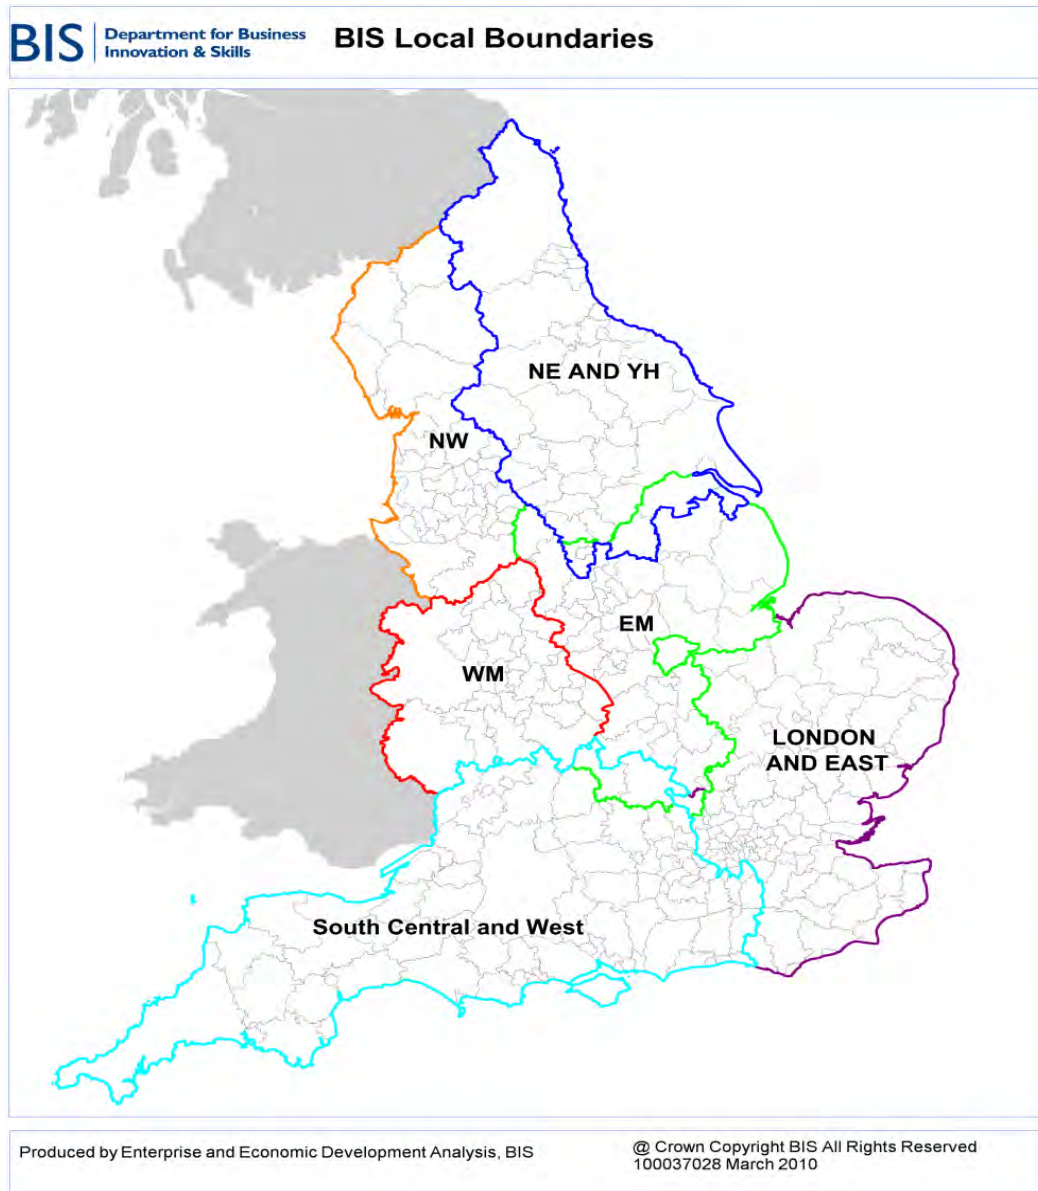 BIS
Department for Business
Innovation & Skills
BIS Local Boundaries
NE AND YH
NW
EM
WM
LONDON
AND EAST
South Central and West
Produced by Enterprise and Economic Development Analysis, BIS
@ Crown Copyright BIS All Rights Reserved
100037028 March 2010